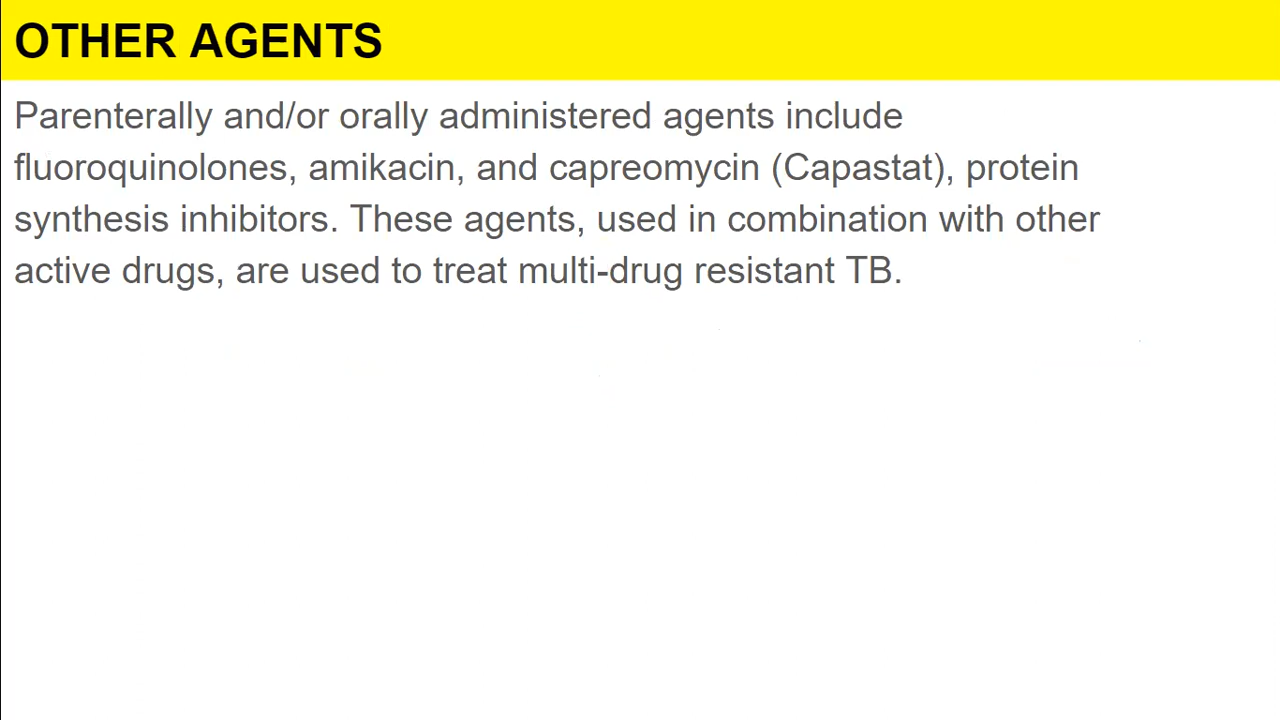 OTHER AGENTS
Parenterally and/or orally administered agents include
fluoroquinolones, amikacin, and capreomycin (Capastat), protein
synthesis inhibitors. These agents, used in combination with other
active drugs, are used to treat multi-drug resistant TB.